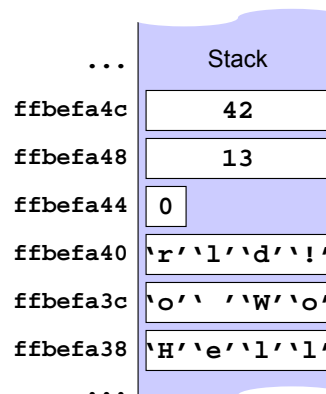 ... Stack
ffbefa4c 42
ffbefa48 13
ffbefa44 0
ffbefa40 ‘r’‘l’‘d’‘!’
ffbefa3c ‘o’‘ ’‘W’‘o’
ffbefa38 ‘H’‘e’‘l’‘l’
...